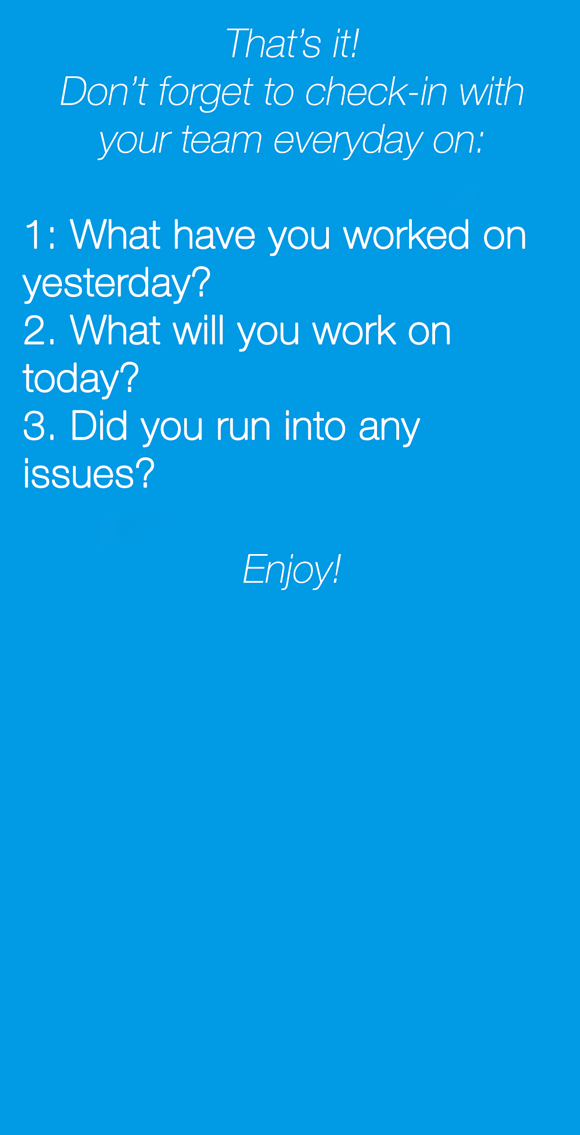 That’s it!
Don’t forget to check-in with
your team everyday on:
1: What have you worked on
yesterday?
2. What will you work on
today?
3. Did you run into any
issues?
Enjoy!